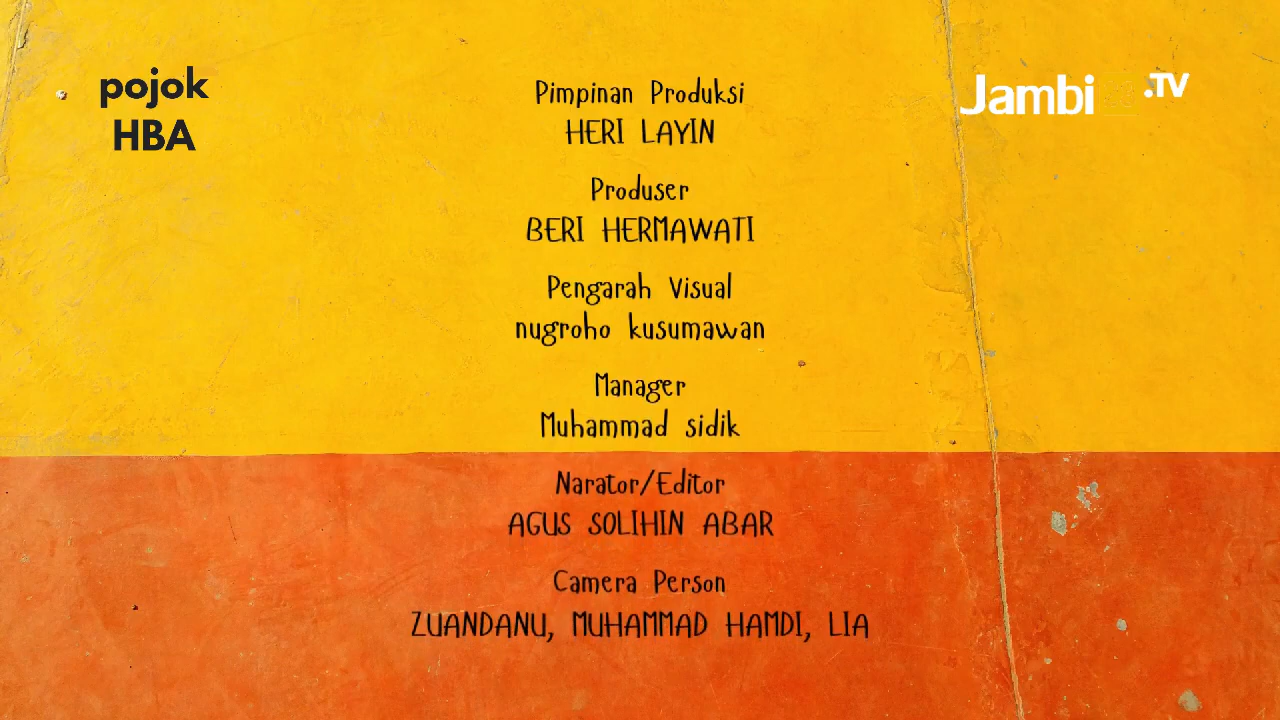 pojok
HBA
Jambi .TV
Pimpinan Produksi
HERI LAYIN
Produser
BERI HERMAWATI
Pengarah Visual
nugroho kusumawan
Manager
Muhammad sidik
Narator/Editor
AGUS SOLIHIN ABAR
Camera Person
ZUANDANU, MUHAMMAD HAMDI, LIA